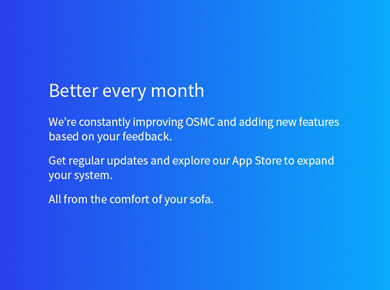 Better every month
We're constantly improving OSMC and adding new features
based on your feedback.
Get regular updates and explore our App Store to expand
your system.
All from the comfort of your sofa.